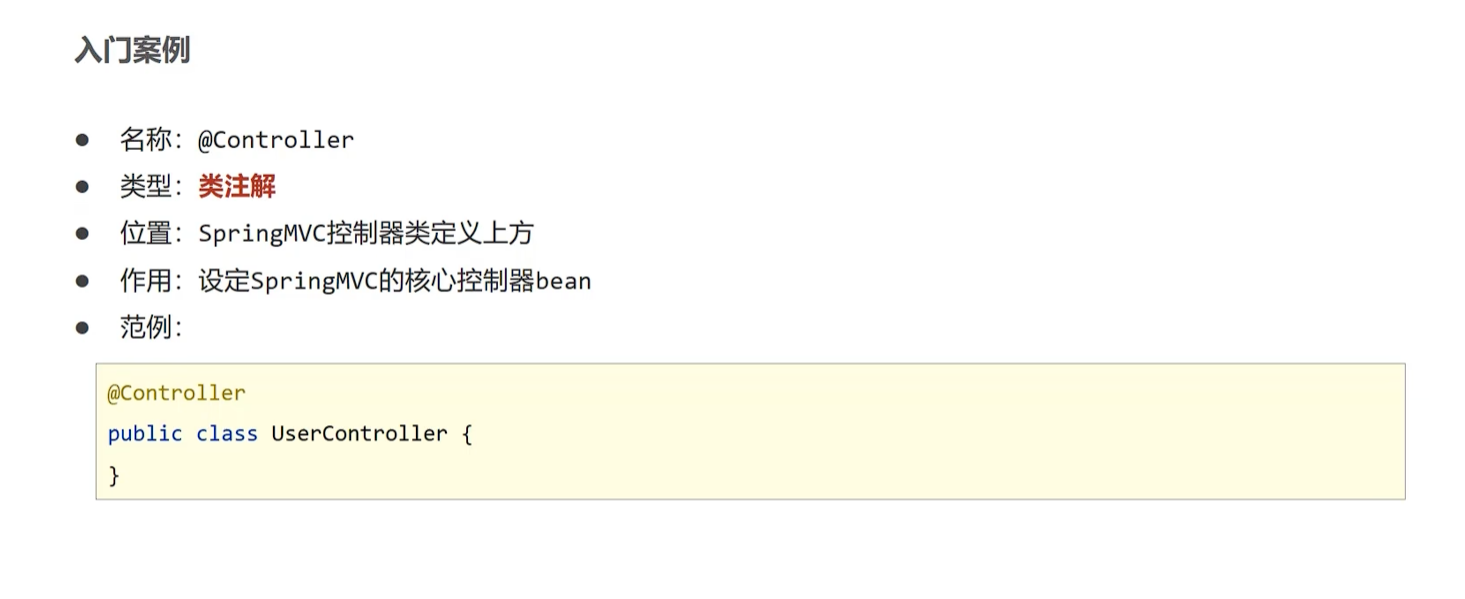 入门案例
● 名称：@Controller
● 类型：类注解
● 位置：SpringMVC控制器类定义上方
● 作用：设定SpringMVC的核心控制器bean
● 范例：
@Controller
public class UserController {
}